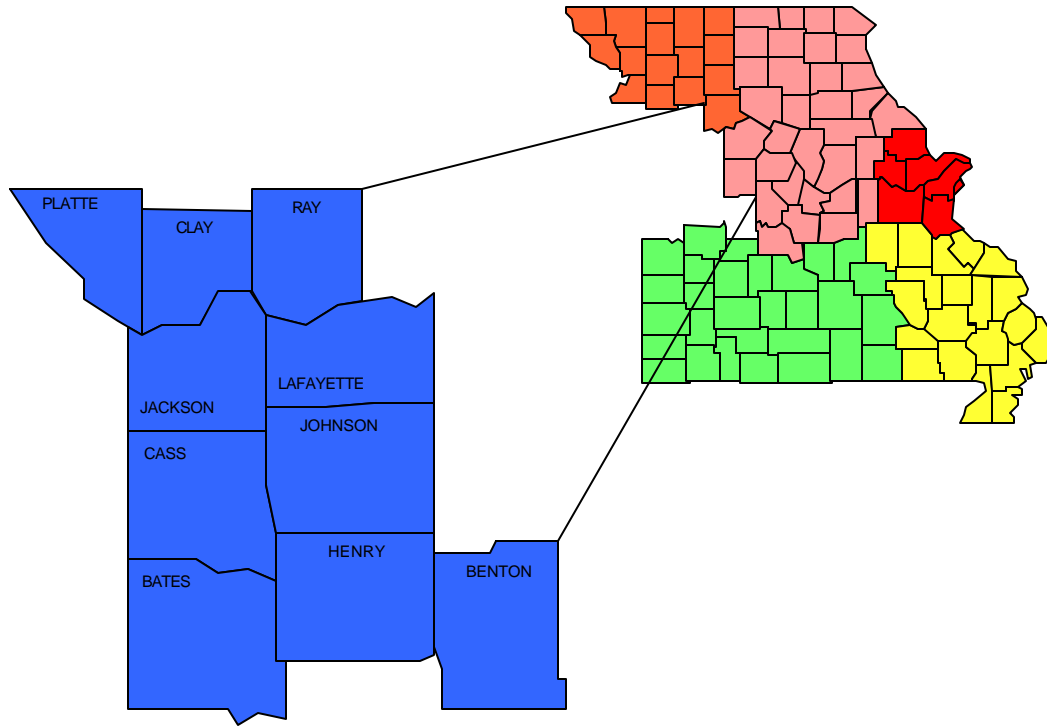 PLATTE
CLAY
RAY
JACKSON
LAFAYETTE
JOHNSON
CASS
HENRY
BENTON
BATES